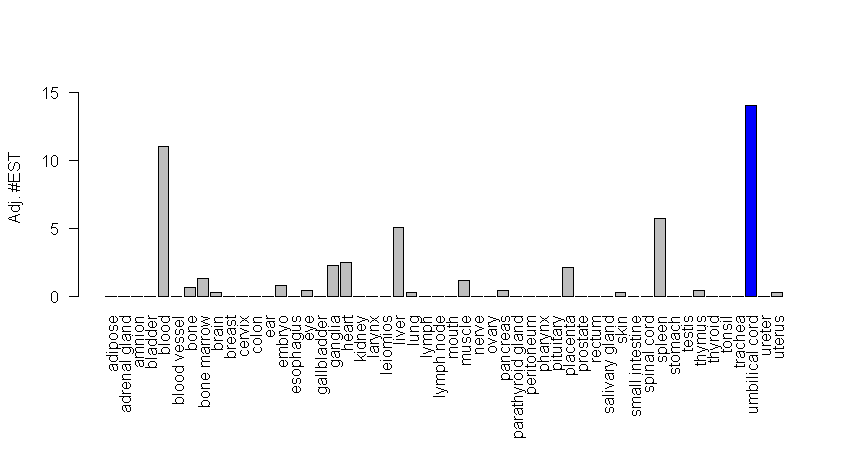 15
10
5
0
Adj. #EST
adipose
adrenal gland
amnion
bladder
blood
blood vessel
bone
bone marrow
brain
breast
cervix
colon
ear
embryo
esophagus
eye
gallbladder
ganglia
heart
kidney
larynx
leiomios
liver
lung
lymph
lymph node
mouth
muscle
nerve
ovary
pancreas
parathyroid gland
peritoneum
pharynx
pituitary
placenta
prostate
rectum
salivary gland
skin
small intestine
spinal cord
spleen
stomach
testis
thymus
thyroid
tonsil
trachea
umbilical cord
ureter
uterus